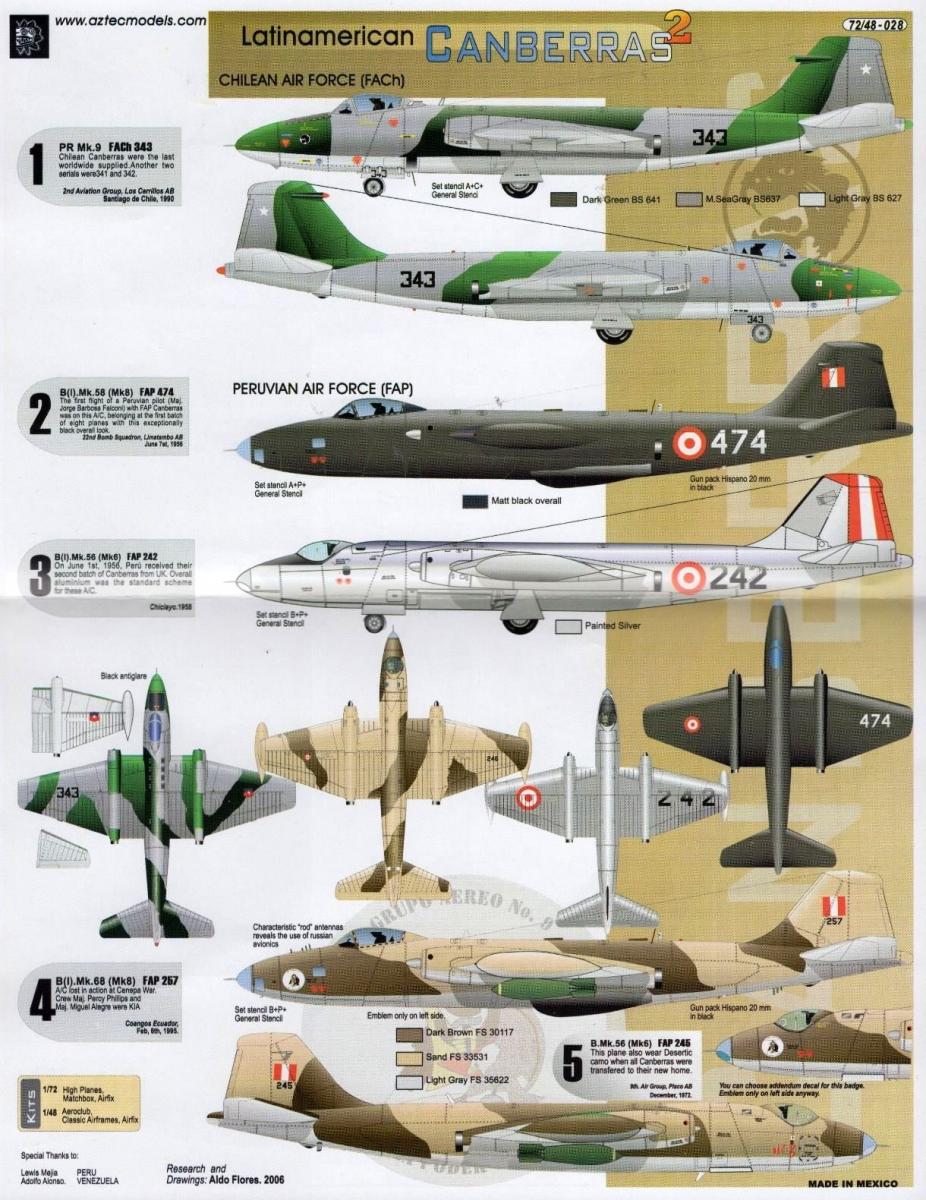 www.aztecmodels.com
Latinamerican CANBERRAS 2
72/48 - 028
CHILEAN AIR FORCE (FACh)
1
PR Mk.9 FACh 343
Chilean Canberras were the last
worldwide supplied.Another two
serials were341 and 342.
2nd Aviation Group, Los Cerrillos AB
Santiago de Chile, 1990
343
343
Set stencil A+C+
General Stencl
Dark Green BS 641
M.SeaGray BS637
Light Gray BS 627
343
343
2
B(I).Mk.58 (Mk8) FAP 474
The first flight of a Peruvian pilot (Maj.
Jorge Barbosa Falconi) with FAP Canberras
was on this A/C, belonging at the first batch
of eight planes with this exceptionally
black overall look.
22nd Bomb Squadron, Limatambo AB
June 7st, 1956
PERUVIAN AIR FORCE (FAP)
474
Set stencil A+P+
General Stencil
Matt black overall
Gun pack Hispano 20 mm
in black
3
B(I).Mk.56 (Mk6) FAP 242
On June 1st, 1956, Perú received their
second batch of Canberras from UK. Overall
aluminium was the standard scheme
for these A/C.
Chiclayo.1958
242
Set stencil B+P+
General Stencil
Painted Silver
Black antiglare
343
245
242
474
GRUPO AEREO No. 9
Characteristic "rod" antennas
reveals the use of russian
avionics
257
4
B(I).Mk.68 (Mk8) FAP 257
A/C lost in action at Cenepa War.
Crew Maj. Percy Phillips and
Maj. Miguel Alegre were KIA
Coangos Ecuador,
Feb, 6th, 1995.
Set stencil B+P+
General Stencil
Emblem only on left side.
Gun pack Hispano 20 mm
in black
Dark Brown FS 30117
Sand FS 33531
Light Gray FS 35622
5
B.Mk.56 (Mk6) FAP 245
This plane also wear Desertic
camo when all Canberras were
transfered to their new home.
9th. Air Group, Pisco AB
December, 1972.
You can choose addendum decal for this badge.
Emblem only on left side anyway.
245
KITS
1/72 High Planes,
Matchbox, Airfix
1/48 Aeroclub,
Classic Airframes, Airfix
Special Thanks to:
Lewis Mejia PERU
Adolfo Alonso. VENEZUELA
Research and
Drawings: Aldo Flores. 2006
MADE IN MEXICO